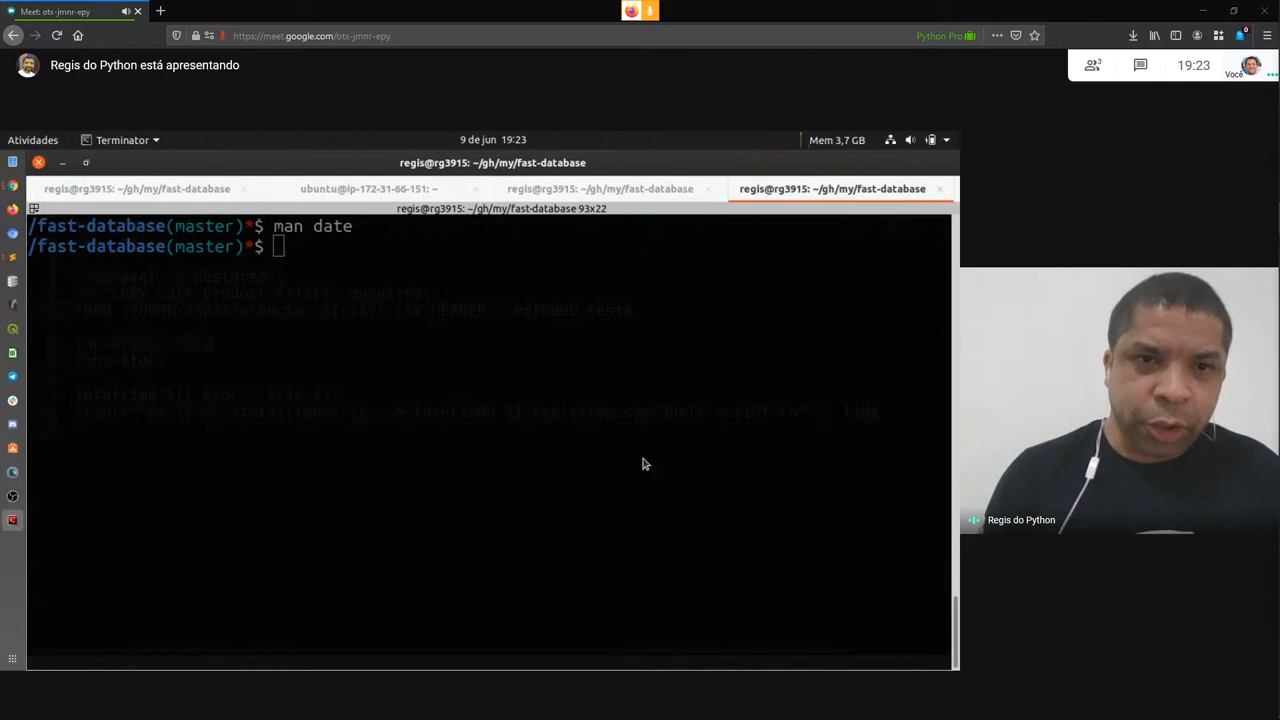 Meet: otx-jmnr-epy
https://meet.google.com/otx-jmnr-epy
Python Pro
Regis do Python está apresentando
3
19:23
Você
Atividades
Terminator
9 de jun 19:23
Mem 3,7 GB
regis@rg3915: ~/gh/my/fast-database
regis@rg3915: ~/gh/my/fast-database
ubuntu@ip-172-31-66-151: ~
regis@rg3915: ~/gh/my/fast-database
regis@rg3915: ~/gh/my/fast-database
regis@rg3915: ~/gh/my/fast-database 93x22
/fast-database(master)*$ man date
/fast-database(master)*$
Regis do Python